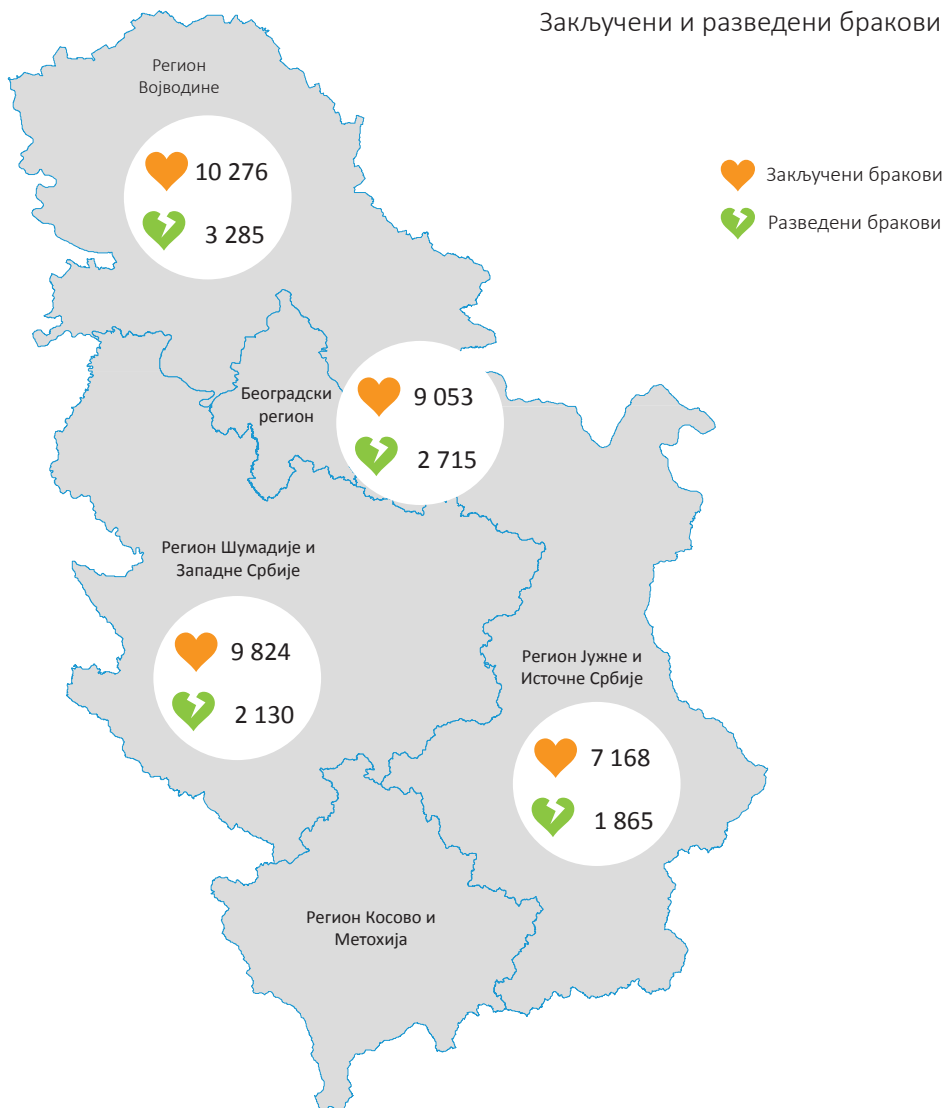 Закључени и разведени бракови
Регион
Војводине
10 276
3 285
Закључени бракови
Разведени бракови
Београдски
регион
9 053
2 715
Регион Шумадије и
Западне Србије
9 824
2 130
Регион Јужне и
Источне Србије
7 168
1 865
Регион Косово и
Метохија